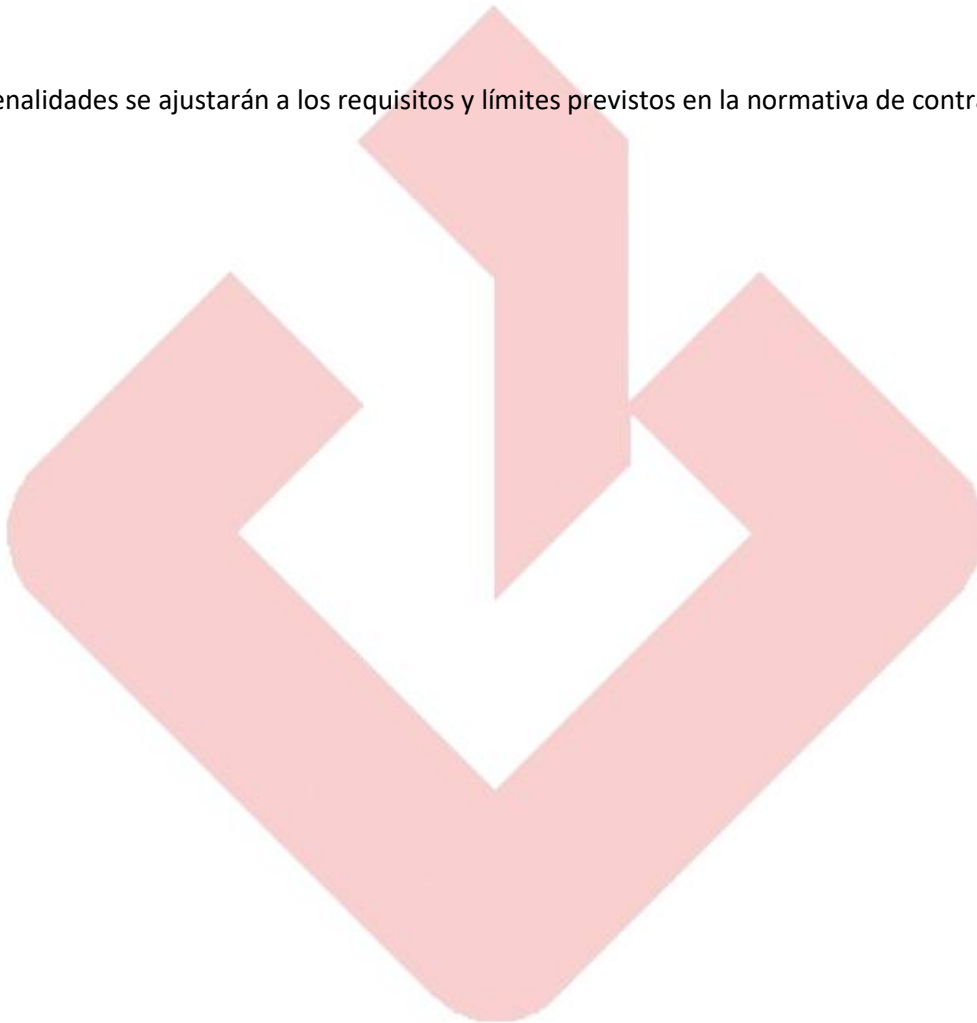 enalidades se ajustarán a los requisitos y límites previstos en la normativa de contra